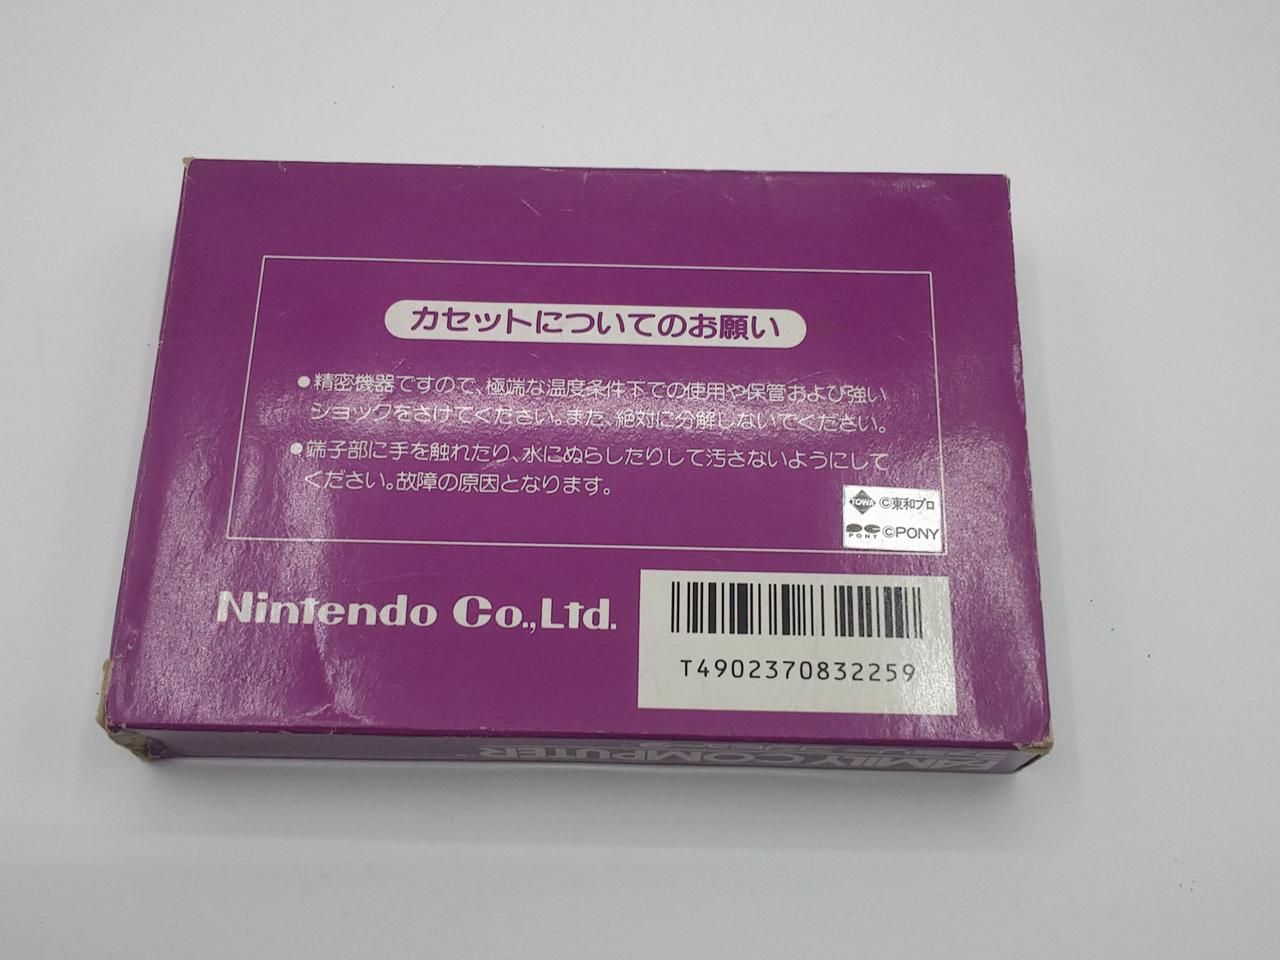 カセットについてのお願い
●精密機器ですので、極端な温度条件下での使用や保管および強い
ショックをさけてください。また、絶対に分解しないでください。
●端子部に手を触れたり、水にぬらしたりして汚さないようにして
ください。故障の原因となります。
TOWA ©東和プロ
PONY ©PONY
Nintendo Co.,Ltd.
T4902370832259
FAMILY COMPUTER™